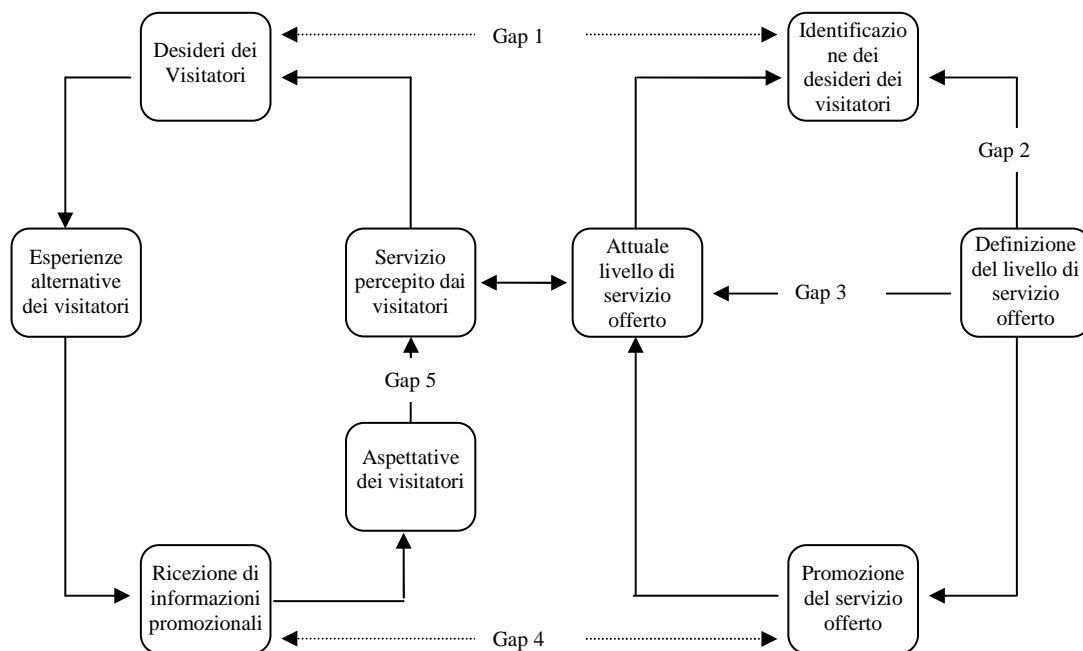 Desideri dei
Visitatori
Gap 1
Identificazio
ne dei
desideri dei
visitatori
Gap 2
Esperienze
alternative
dei visitatori
Servizio
percepito dai
visitatori
Attuale
livello di
servizio
offerto
Gap 3
Definizione
del livello di
servizio
offerto
Gap 5
Aspettative
dei visitatori
Ricezione di
informazioni
promozionali
Gap 4
Promozione
del servizio
offerto